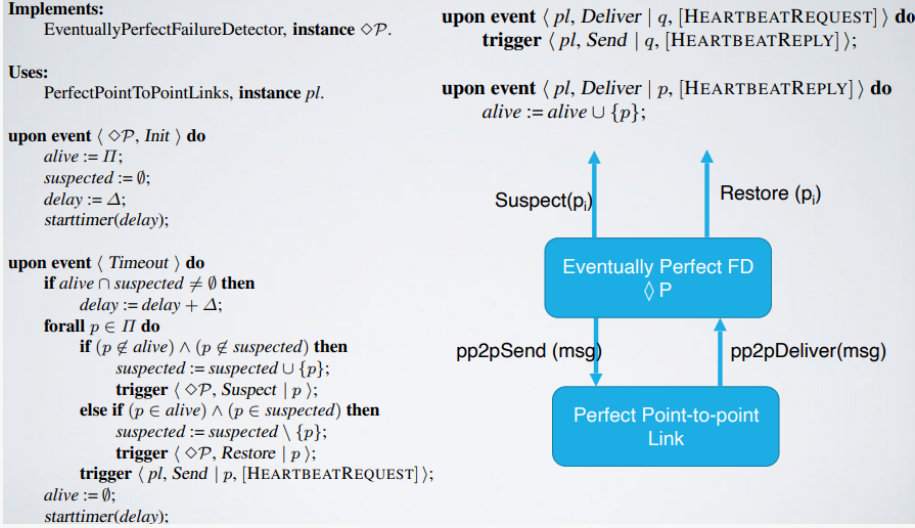 Implements:
EventuallyPerfectFailureDetector, instance ◇𝒫.
Uses:
PerfectPointToPointLinks, instance pl.
upon event ⟨ ◇𝒫, Init ⟩ do
alive := Π;
suspected := ∅;
delay := Δ;
starttimer(delay);
upon event ⟨ Timeout ⟩ do
if alive ∩ suspected ≠ ∅ then
delay := delay + Δ;
forall p ∈ Π do
if (p ∉ alive) ∧ (p ∉ suspected) then
suspected := suspected ∪ {p};
trigger ⟨ ◇𝒫, Suspect | p ⟩;
else if (p ∈ alive) ∧ (p ∈ suspected) then
suspected := suspected \ {p};
trigger ⟨ ◇𝒫, Restore | p ⟩;
trigger ⟨ pl, Send | p, [HEARTBEATREQUEST] ⟩;
alive := ∅;
starttimer(delay);
upon event ⟨ pl, Deliver | q, [HEARTBEATREQUEST] ⟩ do
trigger ⟨ pl, Send | q, [HEARTBEATREPLY] ⟩;
upon event ⟨ pl, Deliver | p, [HEARTBEATREPLY] ⟩ do
alive := alive ∪ {p};
Suspect(pᵢ)
Restore (pᵢ)
Eventually Perfect FD
◊ P
pp2pSend (msg)
pp2pDeliver(msg)
Perfect Point-to-point
Link